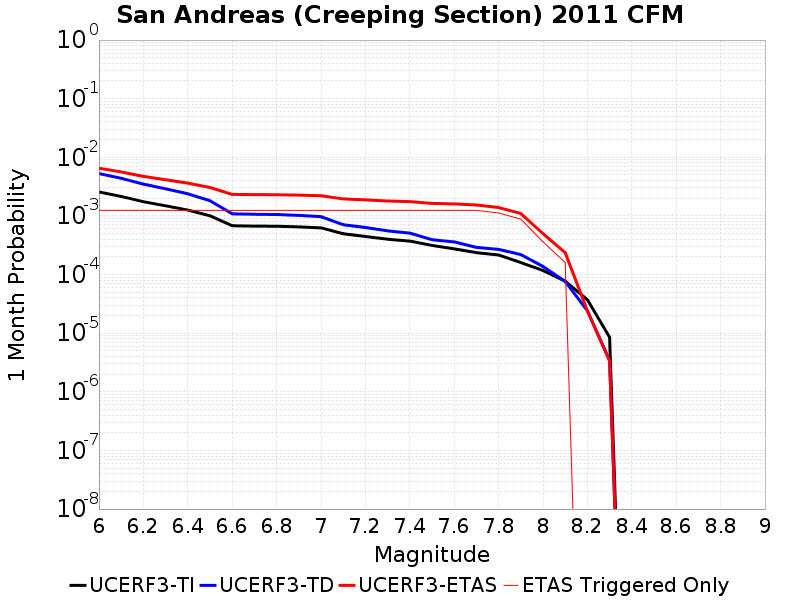 San Andreas (Creeping Section) 2011 CFM
1 Month Probability
10^0
10^-1
10^-2
10^-3
10^-4
10^-5
10^-6
10^-7
10^-8
6 6.2 6.4 6.6 6.8 7 7.2 7.4 7.6 7.8 8 8.2 8.4 8.6 8.8 9
Magnitude
UCERF3-TI UCERF3-TD UCERF3-ETAS ETAS Triggered Only